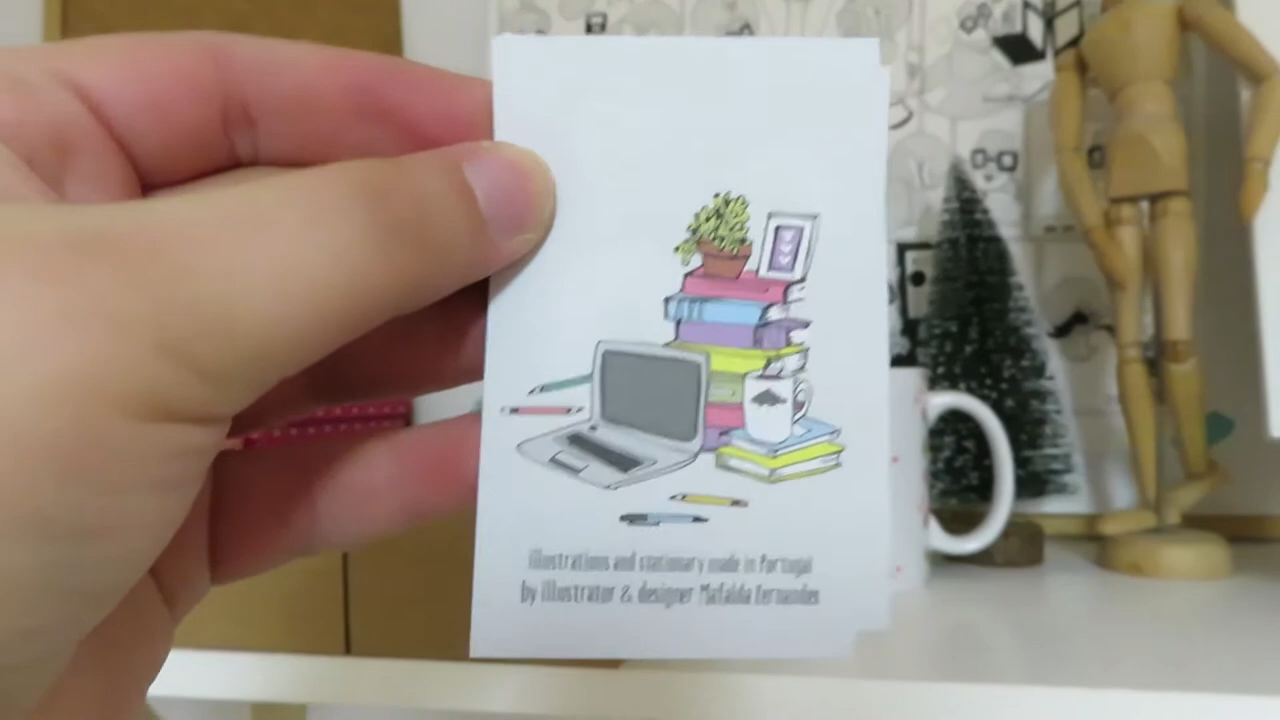 Illustrations and stationary made in Portugal
by illustrator & designer Mafalda Fernandes